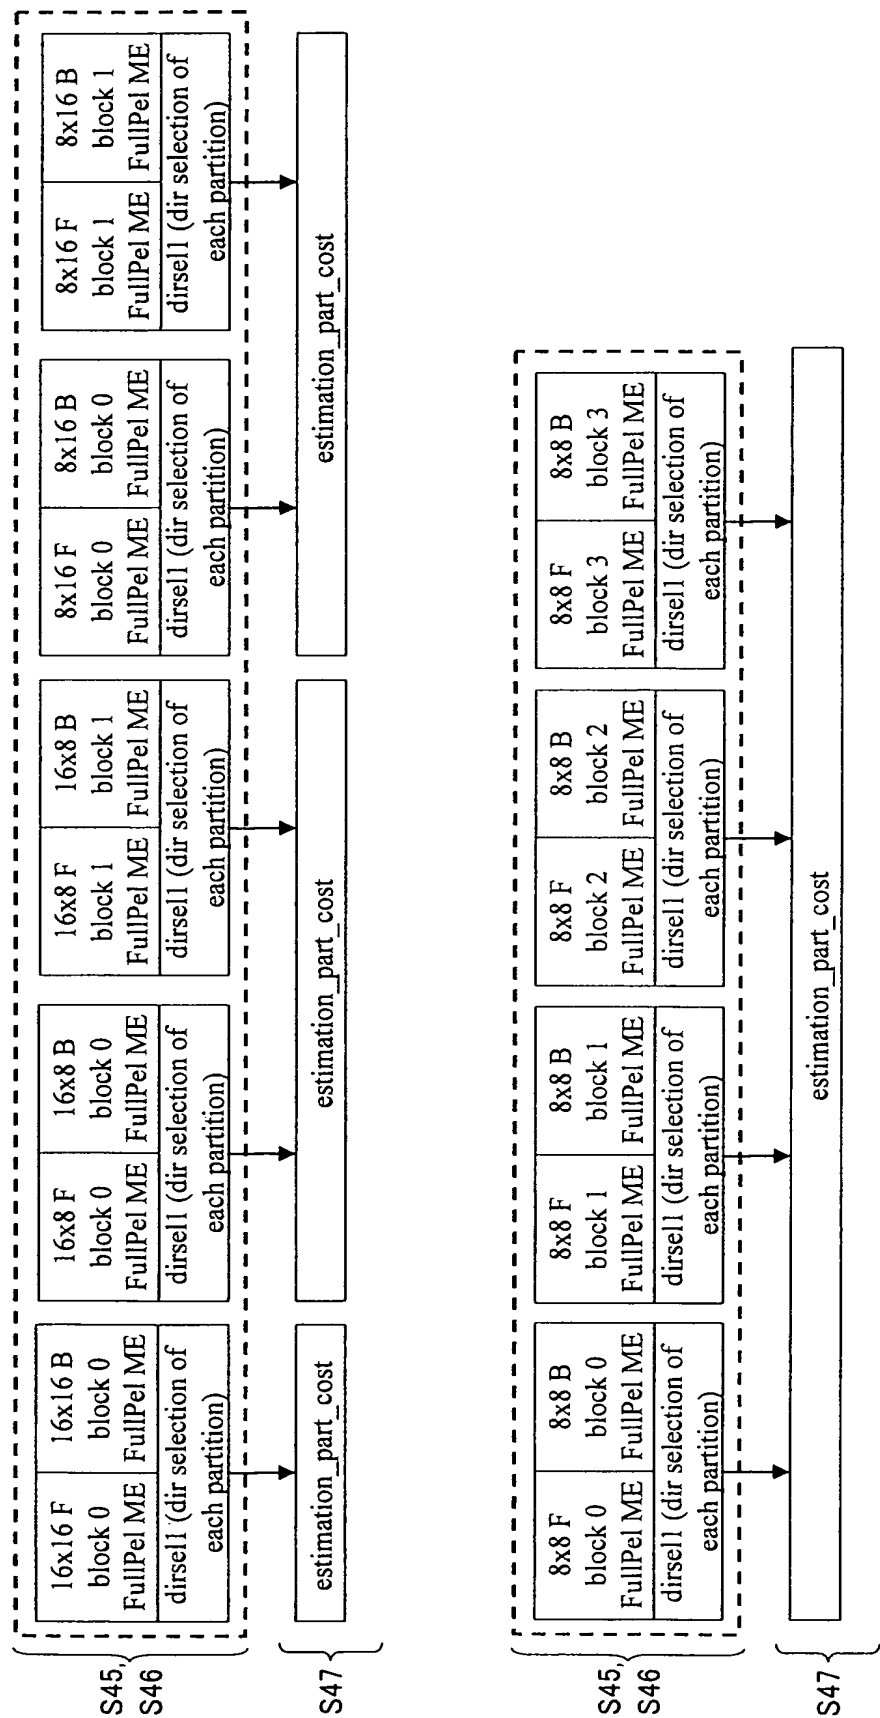 S45,
S46
16x16 F
block 0
FullPel ME
16x16 B
block 0
FullPel ME
dirsel1 (dir selection of
each partition)
16x8 F
block 0
FullPel ME
16x8 B
block 0
FullPel ME
dirsel1 (dir selection of
each partition)
16x8 F
block 1
FullPel ME
16x8 B
block 1
FullPel ME
dirsel1 (dir selection of
each partition)
8x16 F
block 0
FullPel ME
8x16 B
block 0
FullPel ME
dirsel1 (dir selection of
each partition)
8x16 F
block 1
FullPel ME
8x16 B
block 1
FullPel ME
dirsel1 (dir selection of
each partition)
S47
estimation_part_cost
estimation_part_cost
estimation_part_cost
S45,
S46
8x8 F
block 0
FullPel ME
8x8 B
block 0
FullPel ME
dirsel1 (dir selection of
each partition)
8x8 F
block 1
FullPel ME
8x8 B
block 1
FullPel ME
dirsel1 (dir selection of
each partition)
8x8 F
block 2
FullPel ME
8x8 B
block 2
FullPel ME
dirsel1 (dir selection of
each partition)
8x8 F
block 3
FullPel ME
8x8 B
block 3
FullPel ME
dirsel1 (dir selection of
each partition)
S47
estimation_part_cost